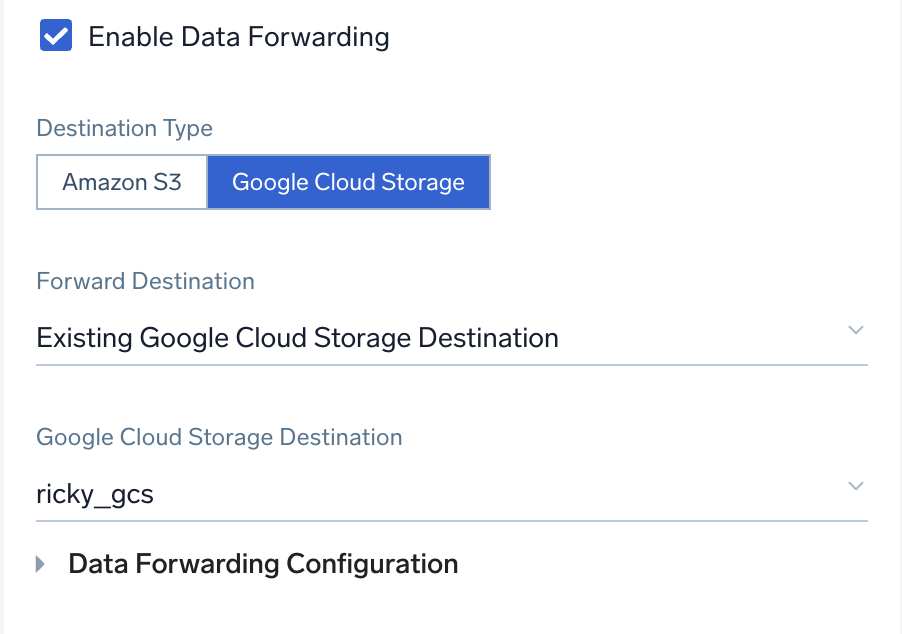 Enable Data Forwarding
Destination Type
Amazon S3 Google Cloud Storage
Forward Destination
Existing Google Cloud Storage Destination
Google Cloud Storage Destination
ricky_gcs
Data Forwarding Configuration